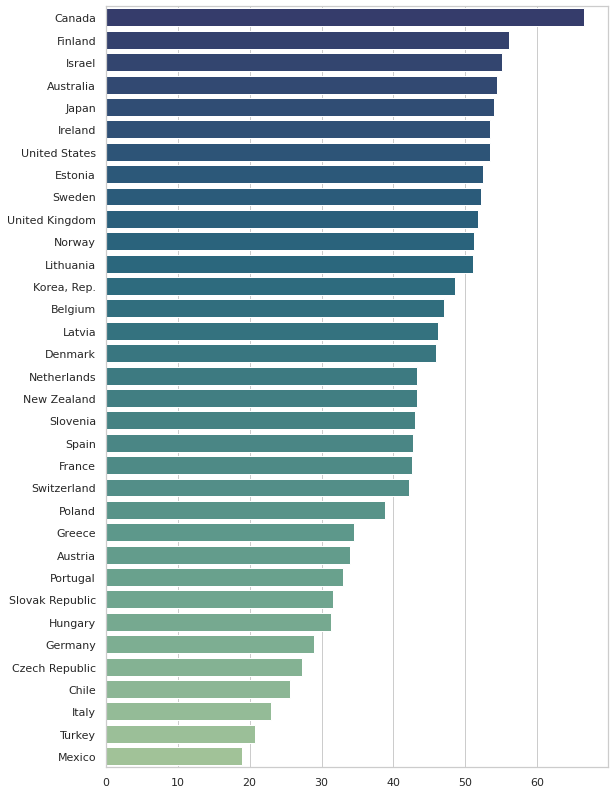 Canada
Finland
Israel
Australia
Japan
Ireland
United States
Estonia
Sweden
United Kingdom
Norway
Lithuania
Korea, Rep.
Belgium
Latvia
Denmark
Netherlands
New Zealand
Slovenia
Spain
France
Switzerland
Poland
Greece
Austria
Portugal
Slovak Republic
Hungary
Germany
Czech Republic
Chile
Italy
Turkey
Mexico
0 10 20 30 40 50 60